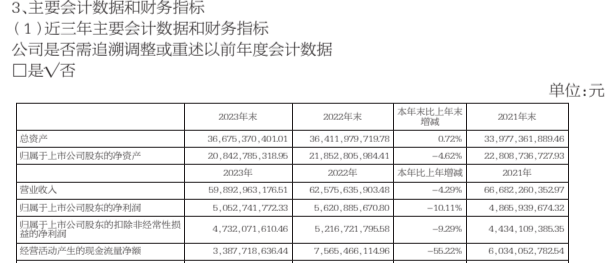 3、主要会计数据和财务指标
(1)近三年主要会计数据和财务指标
公司是否需追溯调整或重述以前年度会计数据
□是√否
单位:元
2023年末 2022年末 本年末比上年末增减 2021年末
总资产 36,675,370,401.01 36,411,979,719.78 0.72% 33,977,361,889.46
归属于上市公司股东的净资产 20,842,785,318.95 21,852,805,984.41 -4.62% 22,808,736,727.93
2023年 2022年 本年比上年增减 2021年
营业收入 59,892,963,176.51 62,575,635,903.48 -4.29% 66,682,260,352.97
归属于上市公司股东的净利润 5,052,741,772.33 5,620,885,670.80 -10.11% 4,865,939,674.32
归属于上市公司股东的扣除非经常性损益的净利润 4,732,071,610.46 5,216,721,795.58 -9.29% 4,434,109,385.35
经营活动产生的现金流量净额 3,387,718,636.44 7,565,466,114.96 -55.22% 6,034,052,782.54